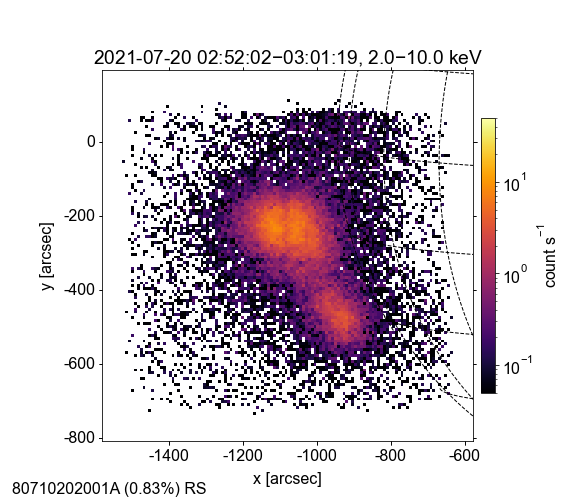 2021-07-20 02:52:02−03:01:19, 2.0−10.0 keV
0
-200
-400
-600
-800
y [arcsec]
-1400
-1200
-1000
-800
-600
x [arcsec]
10¹
10⁰
10⁻¹
count s⁻¹
80710202001A (0.83%) RS